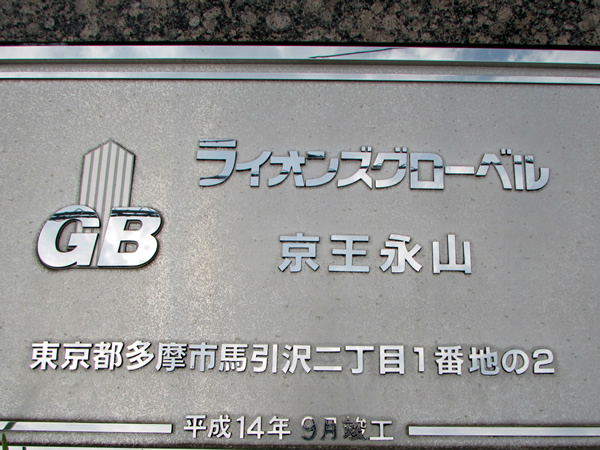 ライオンズグローベル
GB
京王永山
東京都多摩市馬引沢二丁目1番地の2
平成14年 9月竣工